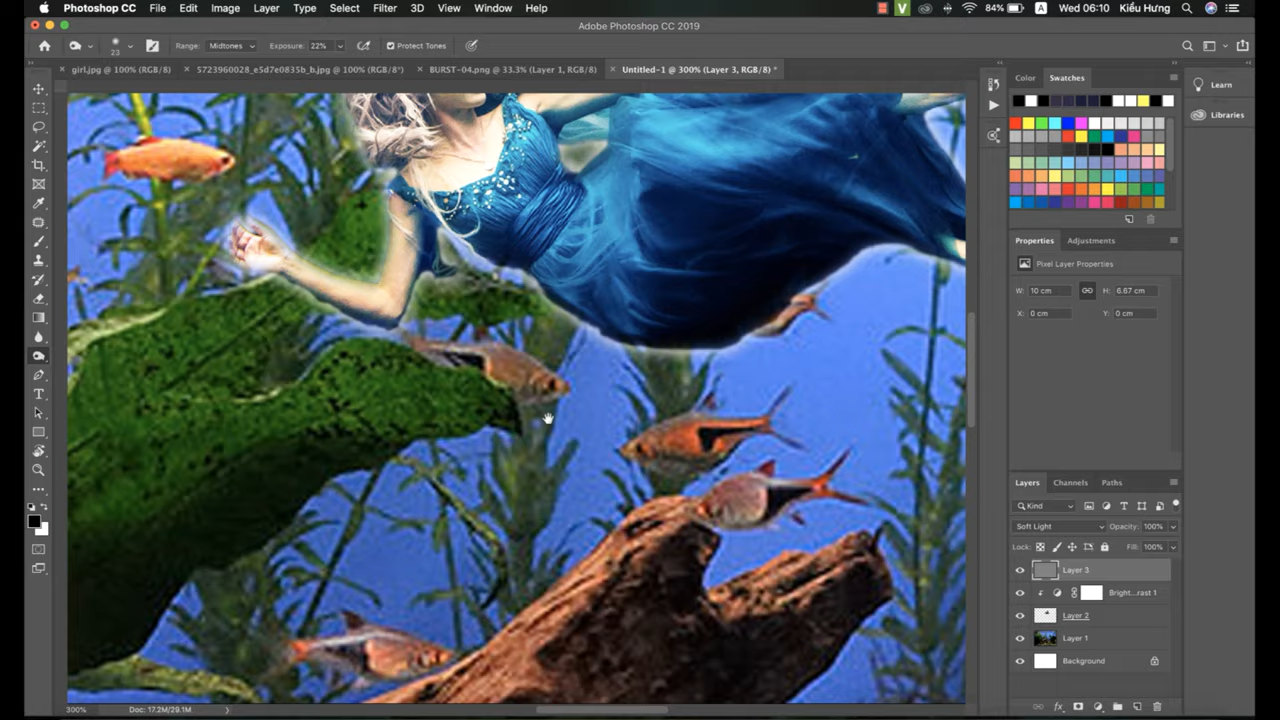 Photoshop CC File Edit Image Layer Type Select Filter 3D View Window Help 84% A Wed 06:10 Kiều Hưng
Adobe Photoshop CC 2019
23 Range: Midtones Exposure: 22% Protect Tones
girl.jpg @ 100% (RGB/8) 5723960028_e5d7e0835b_b.jpg @ 100% (RGB/8*) BURST-04.png @ 33.3% (Layer 1, RGB/8) Untitled-1 @ 300% (Layer 3, RGB/8) *
Color Swatches
Learn
Libraries
Properties Adjustments
Pixel Layer Properties
W: 10 cm H: 6.67 cm
X: 0 cm Y: 0 cm
Layers Channels Paths
Kind
Soft Light Opacity: 100%
Lock: Fill: 100%
Layer 3
Bright...rast 1
Layer 2
Layer 1
Background
300% Doc: 17.2M/29.1M